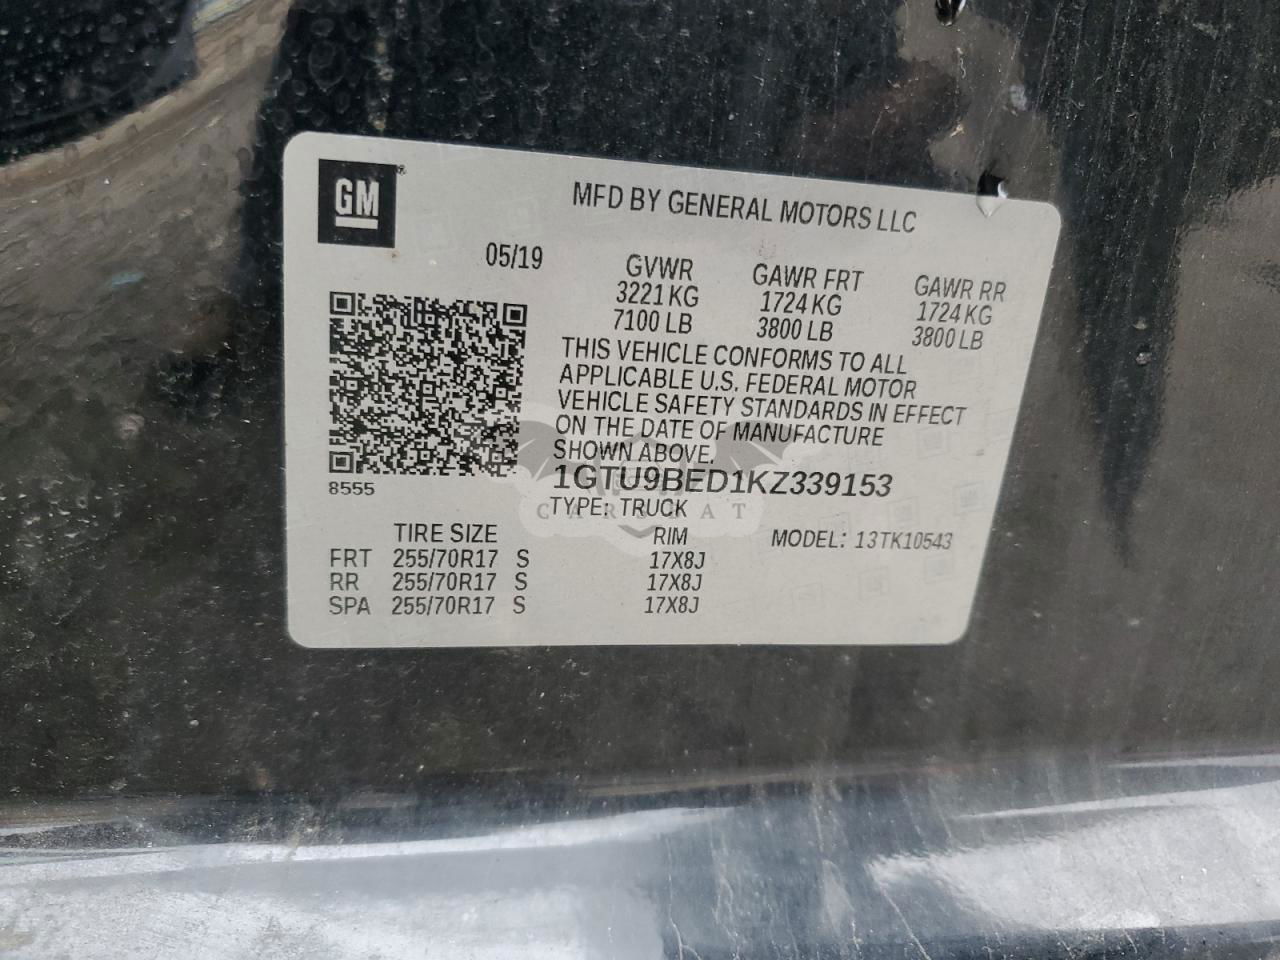 GM®
MFD BY GENERAL MOTORS LLC
05/19
GVWR GAWR FRT GAWR RR
3221 KG 1724 KG 1724 KG
7100 LB 3800 LB 3800 LB
THIS VEHICLE CONFORMS TO ALL
APPLICABLE U.S. FEDERAL MOTOR
VEHICLE SAFETY STANDARDS IN EFFECT
ON THE DATE OF MANUFACTURE
SHOWN ABOVE.
8555
1GTU9BED1KZ339153
TYPE: TRUCK
TIRE SIZE RIM MODEL: 13TK10543
FRT 255/70R17 S 17X8J
RR 255/70R17 S 17X8J
SPA 255/70R17 S 17X8J